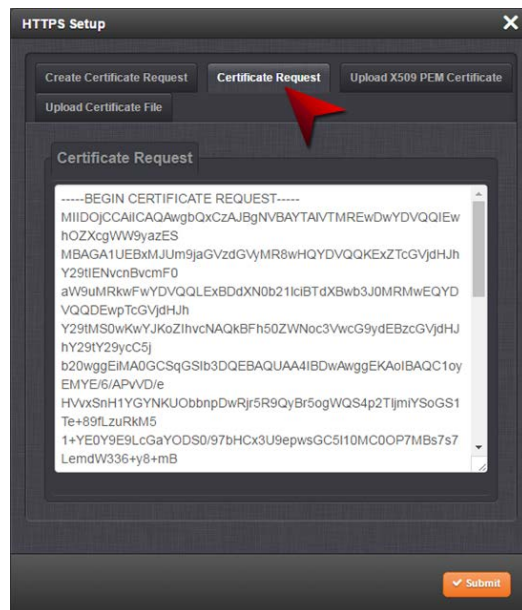 HTTPS Setup
Create Certificate Request
Certificate Request
Upload X509 PEM Certificate
Upload Certificate File
Certificate Request
-----BEGIN CERTIFICATE REQUEST-----
MIIDOjCCAiICAQAwgbQxCzAJBgNVBAYTAlVTMREwDwYDVQQIEw
hOZXcgWW9yazES
MBAGA1UEBxMJUm9jaGVzdGVyMR8wHQYDVQQKExZTcGVjdHJh
Y29tIENvcnBvcmF0
aW9uMRkwFwYDVQQLExBDdXN0b21lciBTdXBwb3J0MRMwEQYD
VQQDEwpTcGVjdHJh
Y29tMS0wKwYJKoZIhvcNAQkBFh50ZWNoc3VwcG9ydEBzcGVjdHJ
hY29tY29ycC5j
b20wggEiMA0GCSqGSIb3DQEBAQUAA4IBDwAwggEKAoIBAQC1oy
EMYE/6/APvVD/e
HVvxSnH1YGYNKUObbnpDwRjr5R9QyBr5ogWQS4p2TljmiYSoGS1
Te+89fLzuRkM5
1+YE0Y9E9LcGaYODS0/97bHCx3U9epwsGC5I10MC0OP7MBs7s7
LemdW336+y8+mB
Submit